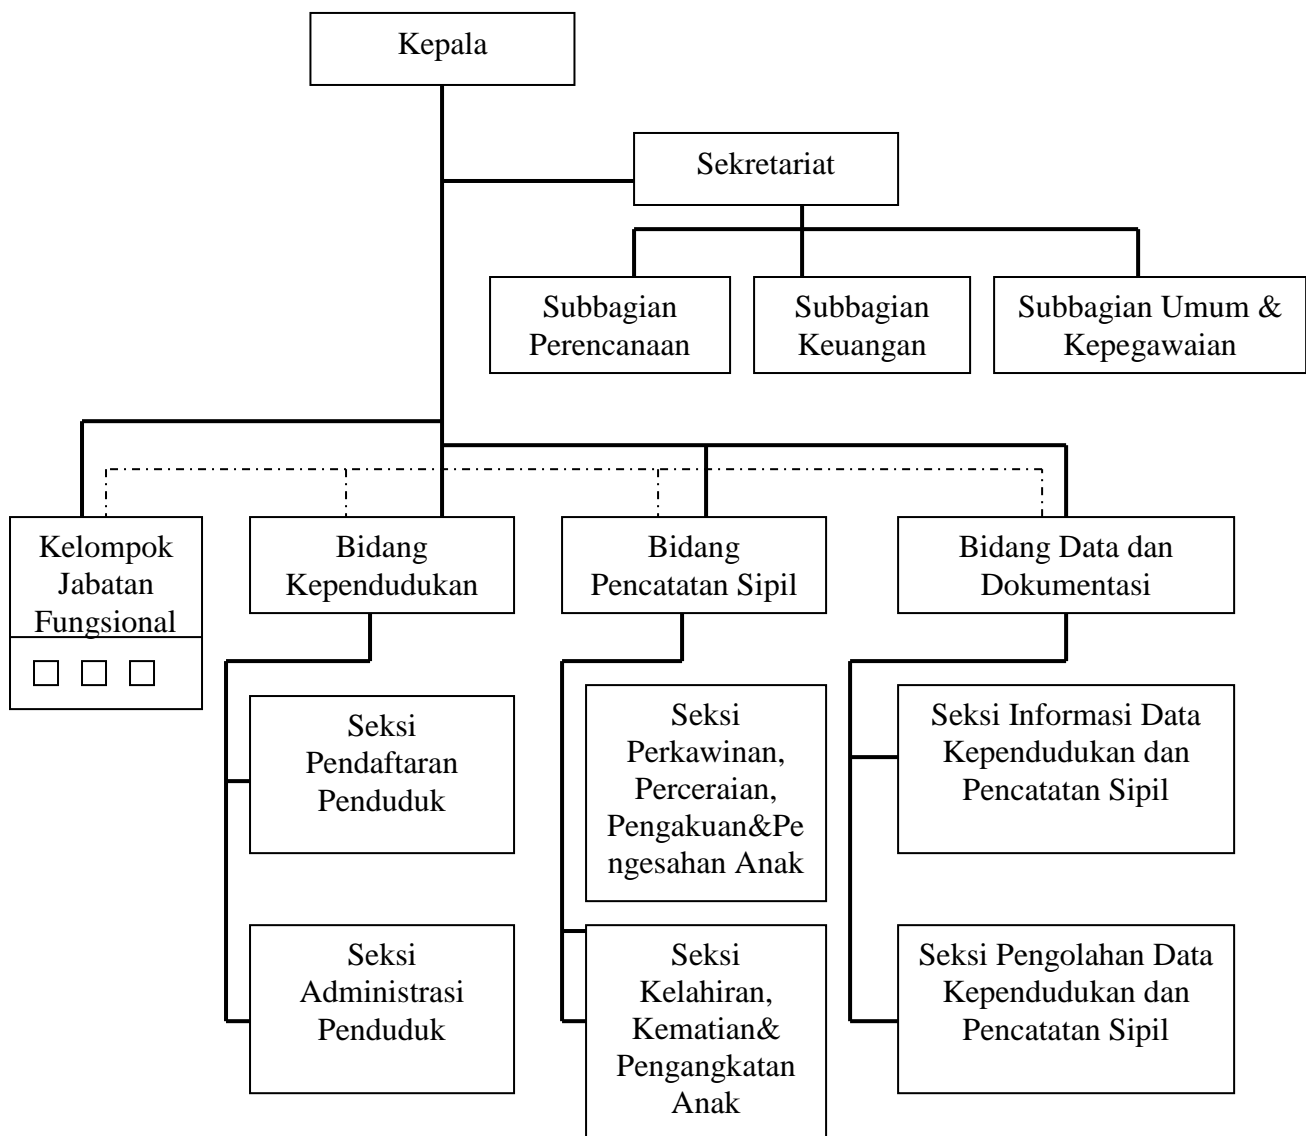 Kepala
Sekretariat
Subbagian
Perencanaan
Subbagian
Keuangan
Subbagian Umum &
Kepegawaian
Kelompok
Jabatan
Fungsional
Bidang
Kependudukan
Bidang
Pencatatan Sipil
Bidang Data dan
Dokumentasi
Seksi
Pendaftaran
Penduduk
Seksi
Perkawinan,
Perceraian,
Pengakuan&Pe
ngesahan Anak
Seksi Informasi Data
Kependudukan dan
Pencatatan Sipil
Seksi
Administrasi
Penduduk
Seksi
Kelahiran,
Kematian&
Pengangkatan
Anak
Seksi Pengolahan Data
Kependudukan dan
Pencatatan Sipil